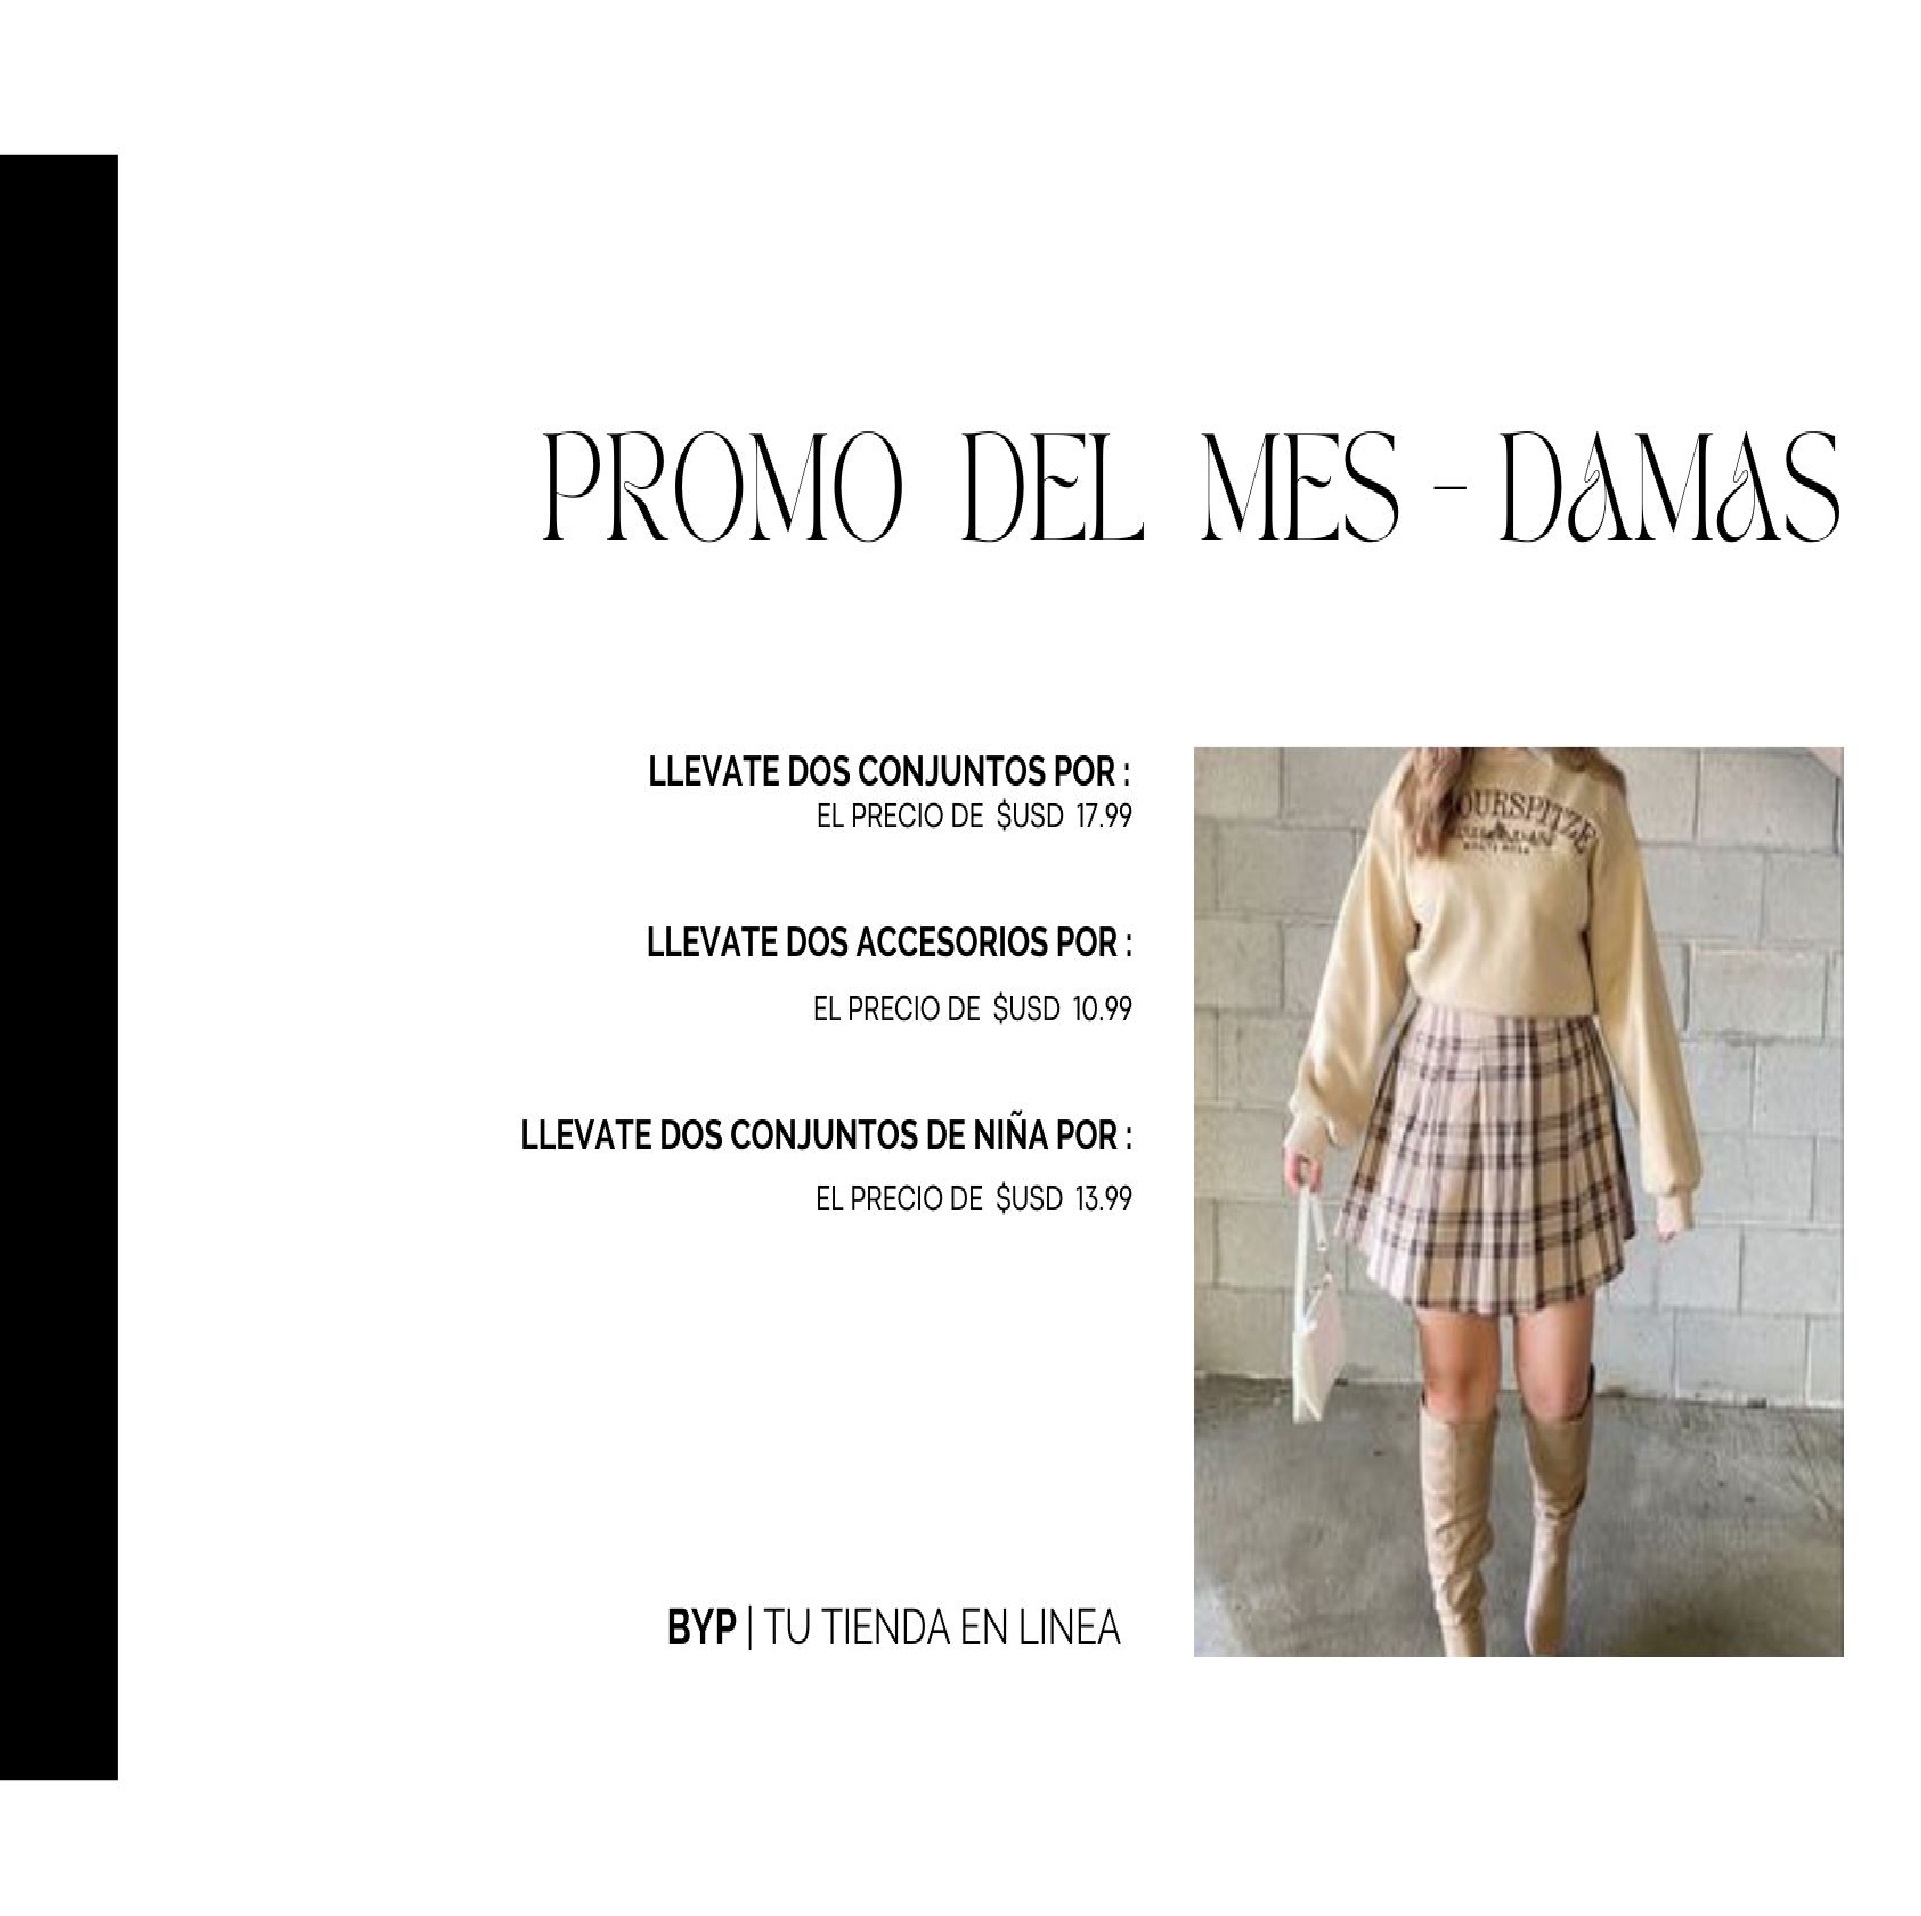 PROMO DEL MES - DAMAS
LLEVATE DOS CONJUNTOS POR :
EL PRECIO DE $USD 17.99
LLEVATE DOS ACCESORIOS POR :
EL PRECIO DE $USD 10.99
LLEVATE DOS CONJUNTOS DE NIÑA POR :
EL PRECIO DE $USD 13.99
BYP | TU TIENDA EN LINEA